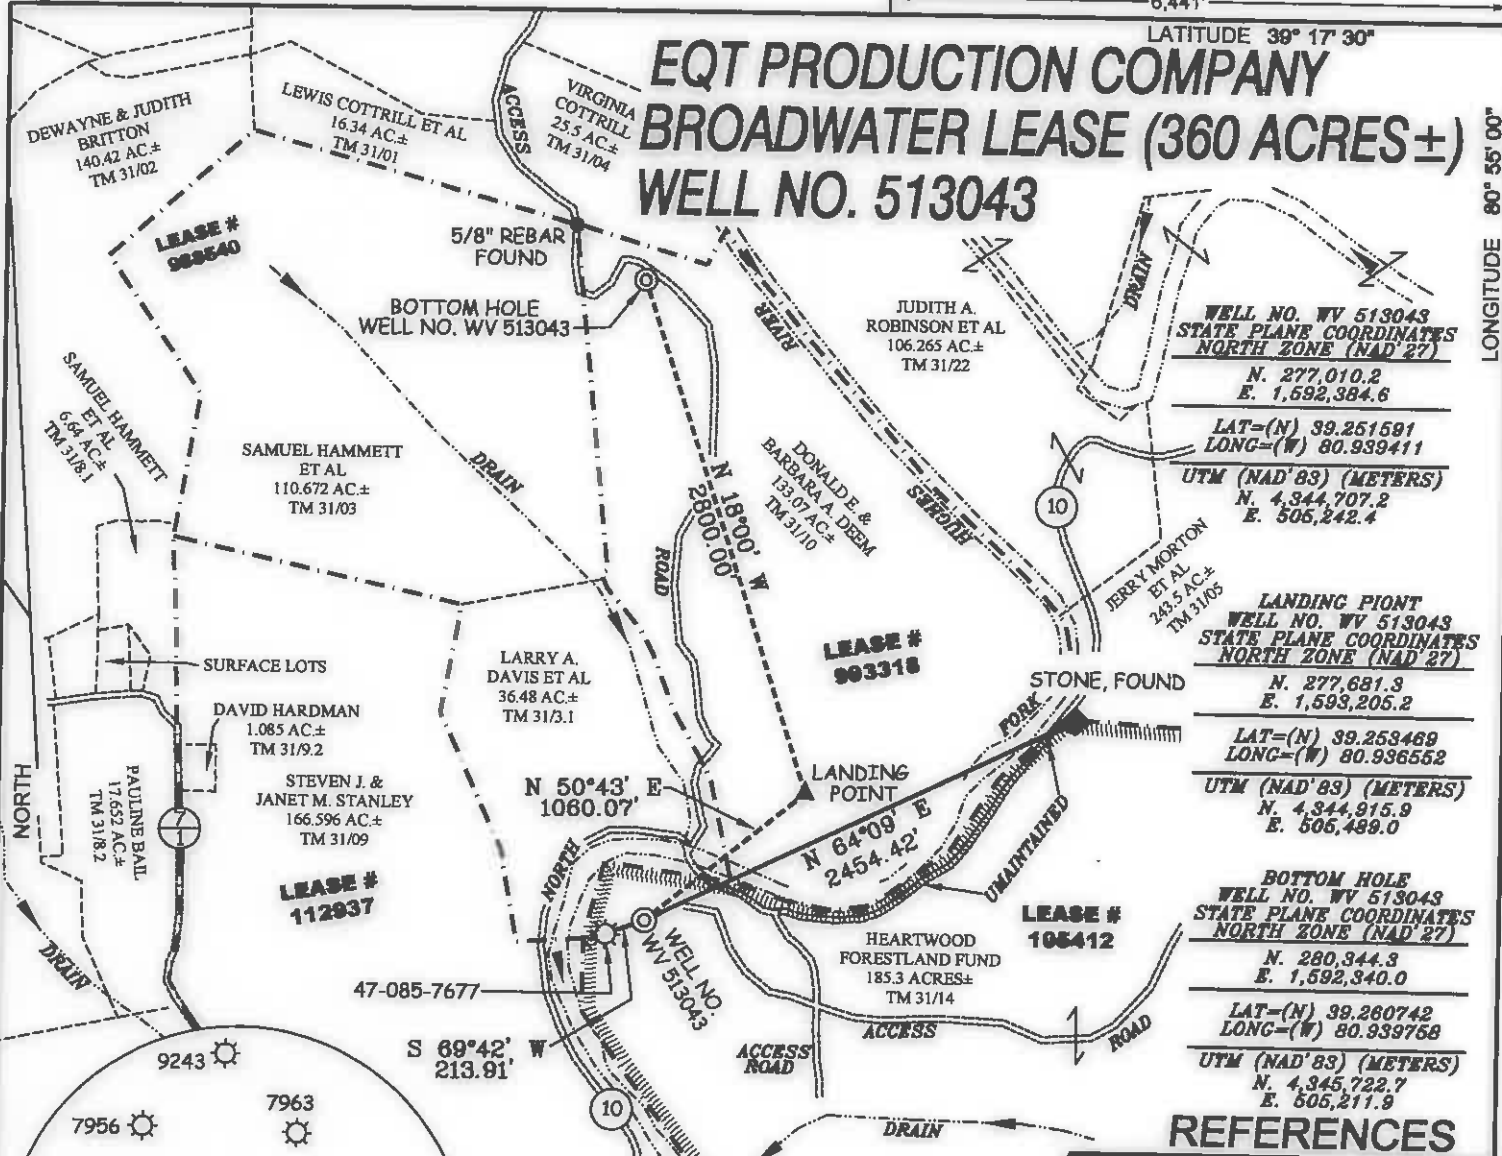 6,441'
LATITUDE 39° 17' 30"
EQT PRODUCTION COMPANY
BROADWATER LEASE (360 ACRES±)
WELL NO. 513043
LONGITUDE 80° 55' 00"
DEWAYNE & JUDITH
BRITTON
140.42 AC.±
TM 31/02
LEWIS COTTRILL ET AL
16.34 AC.±
TM 31/01
ACCESS
VIRGINIA
COTTRILL
25.5 AC.±
TM 31/04
LEASE #
988640
5/8" REBAR
FOUND
BOTTOM HOLE
WELL NO. WV 513043
RIVER
JUDITH A.
ROBINSON ET AL
106.265 AC.±
TM 31/22
DRAIN
WELL NO. WV 513043
STATE PLANE COORDINATES
NORTH ZONE (NAD'27)
N. 277,010.2
E. 1,592,384.6
LAT=(N) 39.251591
LONG=(W) 80.939411
UTM (NAD'83) (METERS)
N. 4,344,707.2
E. 505,242.4
SAMUEL HAMMETT
ET AL
6.64 AC.±
TM 31/8.1
SAMUEL HAMMETT
ET AL
110.672 AC.±
TM 31/03
DRAIN
N 18°00' W
2800.00'
DONALD E. &
BARBARA A. DEEM
133.07 AC.±
TM 31/10
HUGHES
10
JERRY MORTON
ET AL
243.5 AC.±
TM 31/05
ROAD
LANDING PIONT
WELL NO. WV 513043
STATE PLANE COORDINATES
NORTH ZONE (NAD'27)
N. 277,681.3
E. 1,593,205.2
LAT=(N) 39.253469
LONG=(W) 80.936552
UTM (NAD'83) (METERS)
N. 4,344,915.9
E. 505,489.0
SURFACE LOTS
LARRY A.
DAVIS ET AL
36.48 AC.±
TM 31/3.1
LEASE #
993318
STONE, FOUND
FORK
DAVID HARDMAN
1.085 AC.±
TM 31/9.2
NORTH
PAULINE BAIL
17.652 AC.±
TM 31/8.2
STEVEN J. &
JANET M. STANLEY
166.596 AC.±
TM 31/09
7
1
N 50°43' E
1060.07'
LANDING
POINT
N 64°09' E
2454.42'
UMAINTAINED
NORTH
LEASE #
112937
LEASE #
105412
BOTTOM HOLE
WELL NO. WV 513043
STATE PLANE COORDINATES
NORTH ZONE (NAD'27)
N. 280,344.3
E. 1,592,340.0
LAT=(N) 39.260742
LONG=(W) 80.939758
UTM (NAD'83) (METERS)
N. 4,345,722.7
E. 505,211.9
DRAIN
47-085-7677
WELL NO.
WV 513043
HEARTWOOD
FORESTLAND FUND
185.3 ACRES±
TM 31/14
ACCESS
ROAD
S 69°42' W
213.91'
ACCESS
ROAD
9243
7956
7963
10
DRAIN
REFERENCES